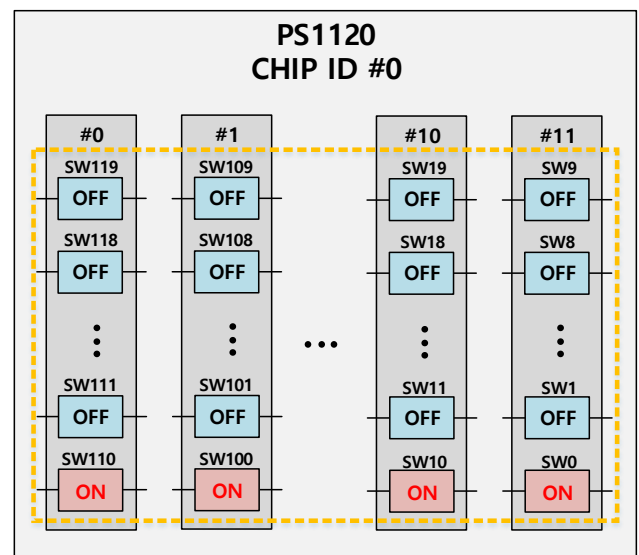 PS1120
CHIP ID #0
#0 #1 #10 #11
SW119 SW109 SW19 SW9
OFF OFF OFF OFF
SW118 SW108 SW18 SW8
OFF OFF OFF OFF
SW111 SW101 SW11 SW1
OFF OFF OFF OFF
SW110 SW100 SW10 SW0
ON ON ON ON